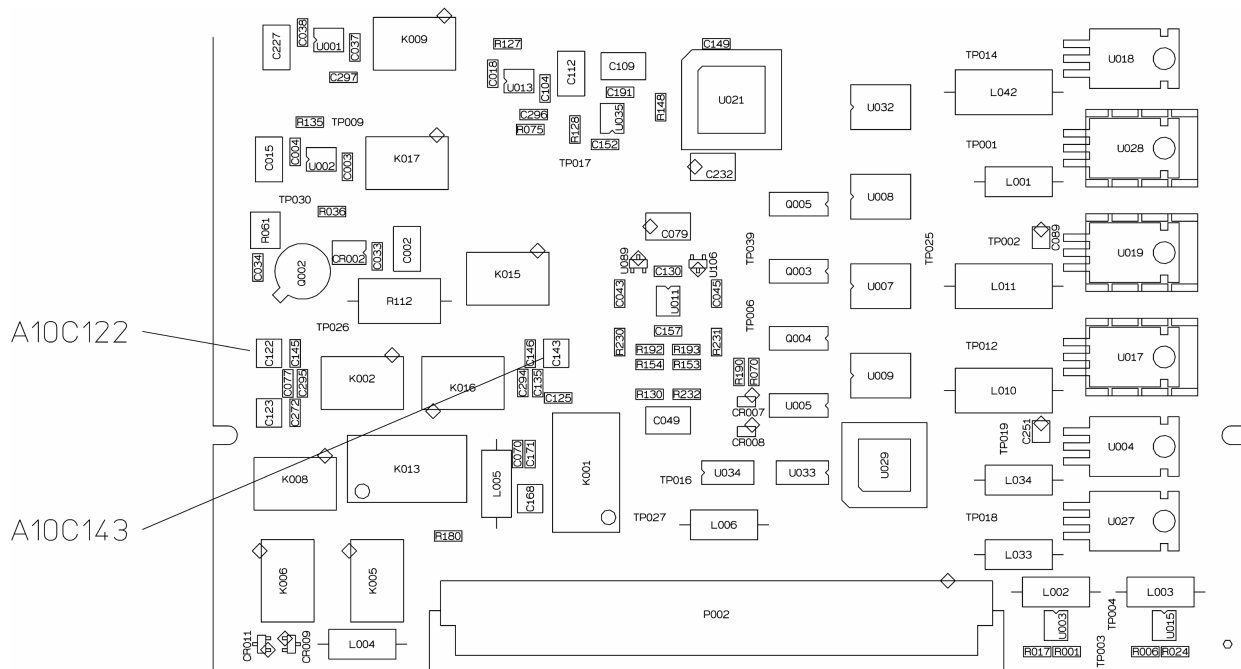 C227
C038
U001
C037
K009
C297
R127
C018
U013
C104
C112
C109
C191
C296
R075
R128
U035
C152
R148
C149
U021
TP014
L042
U018
U032
R135
TP009
C015
C004
U002
C003
K017
TP017
C232
TP001
L001
U028
TP030
R036
R061
C034
Q002
CR002
C033
C002
K015
R112
C079
U089
C130
U106
C043
U011
C045
TP039
Q005
U008
TP025
TP002
C089
U019
Q003
U007
L011
A10C122
TP026
C122
C145
C077
C295
C123
C272
K002
K016
C146
C143
C294
C135
C125
C157
R230
R192
R193
R154
R153
R231
R130
R232
C049
TP006
R190
R070
CR007
CR008
Q004
U005
U009
TP012
L010
U017
TP019
C251
U004
A10C143
K008
K013
L005
C070
C171
C168
K001
TP016
U034
U033
U029
L034
TP027
L006
TP018
U027
L033
R180
K006
K005
CR011
CR009
L004
P002
L002
U003
R017
R001
TP003
TP004
L003
U015
R006
R024